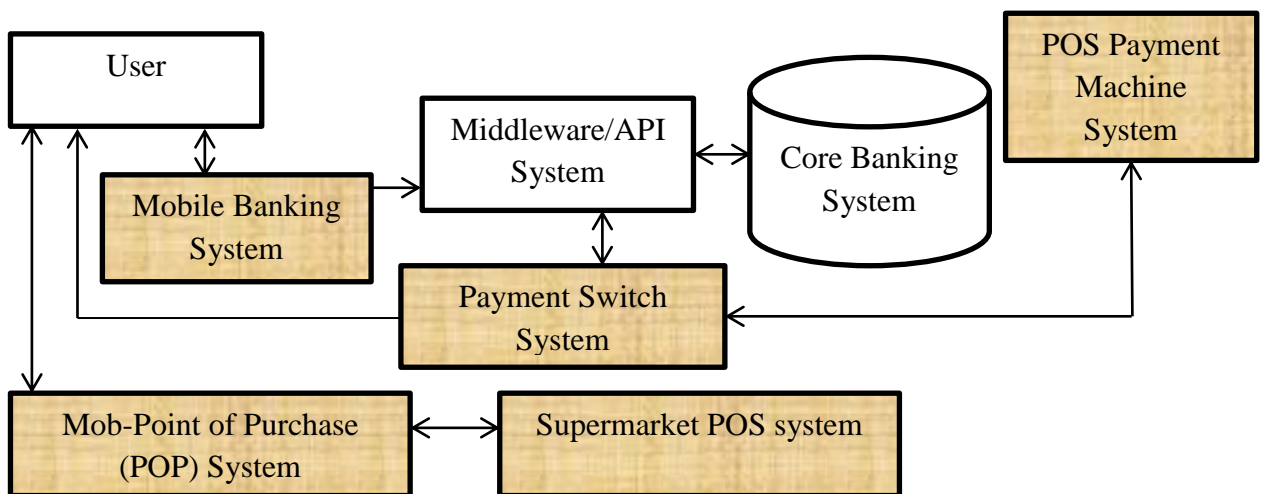 User
POS Payment
Machine
System
Middleware/API
System
Core Banking
System
Mobile Banking
System
Payment Switch
System
Mob-Point of Purchase
(POP) System
Supermarket POS system